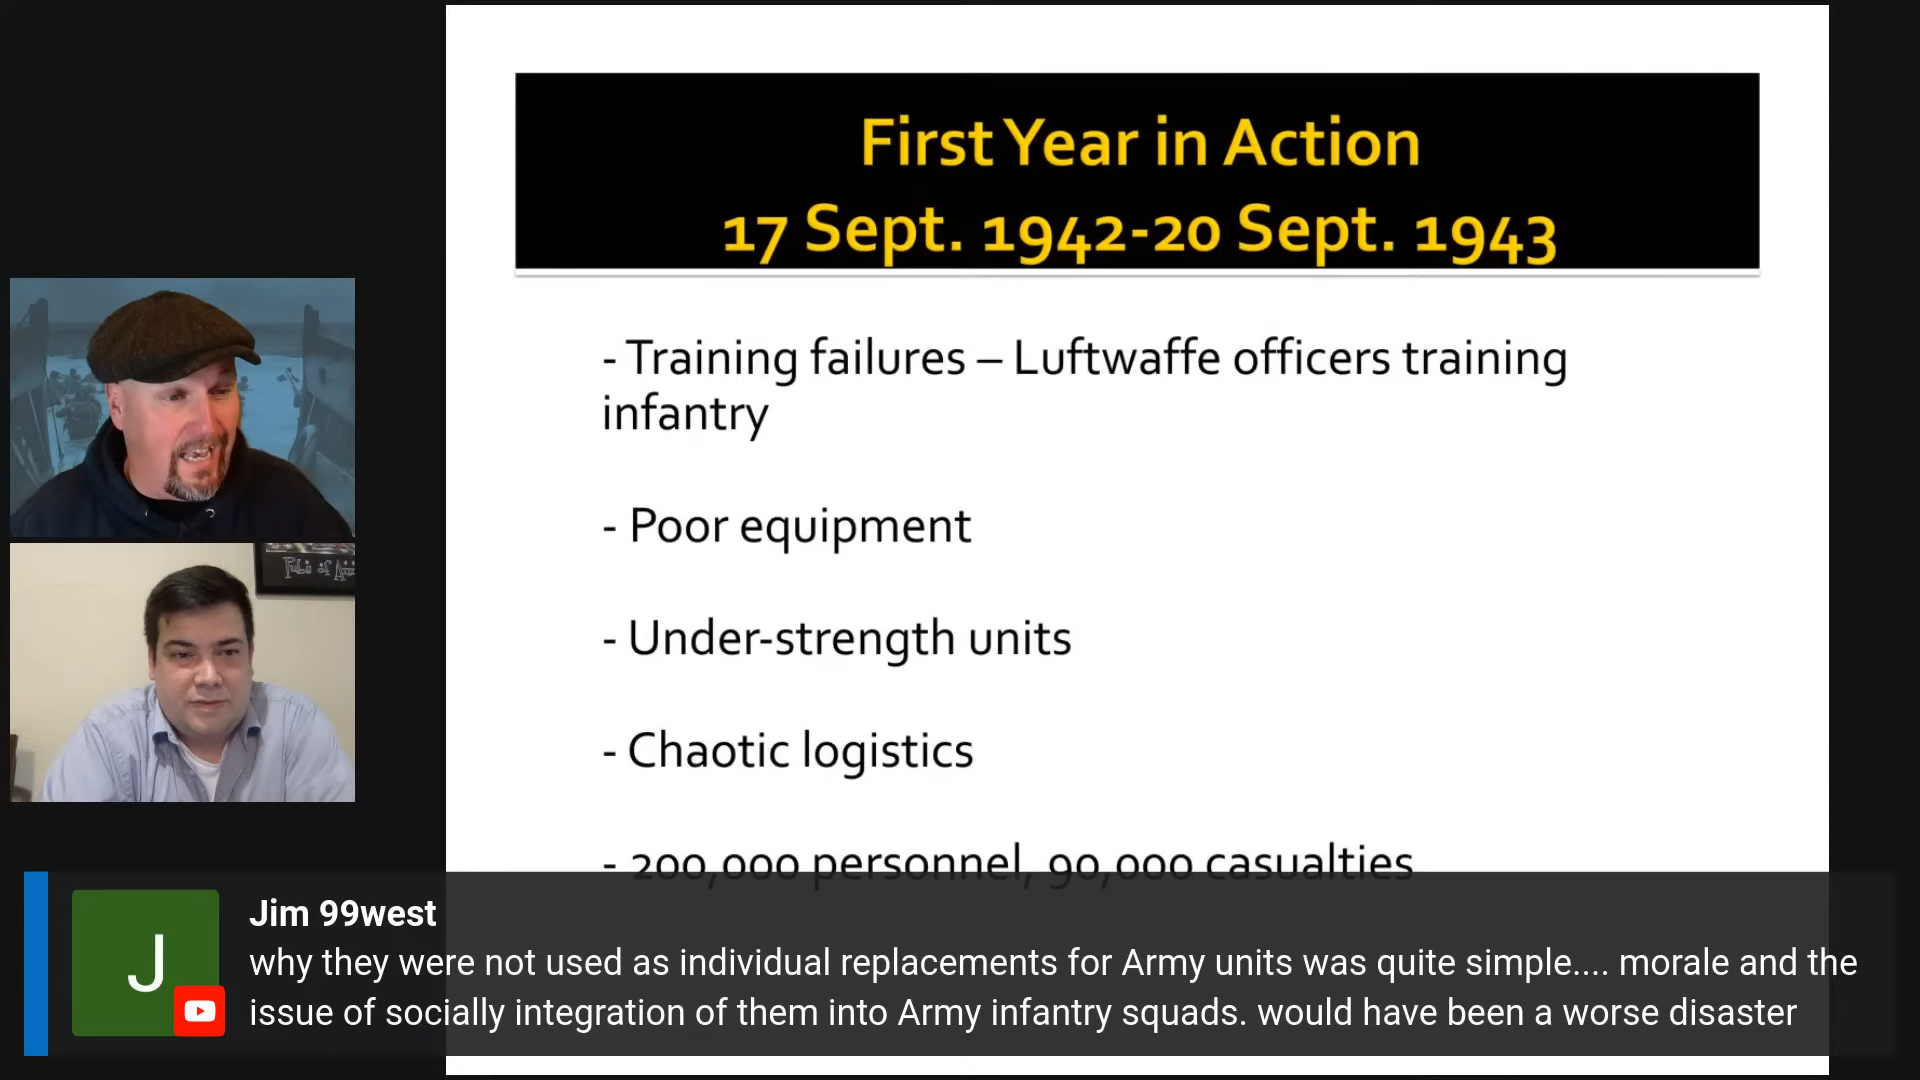 First Year in Action
17 Sept. 1942-20 Sept. 1943
- Training failures – Luftwaffe officers training
infantry
- Poor equipment
- Under-strength units
- Chaotic logistics
- 200,000 personnel, 90,000 casualties
Pub's of
J
Jim 99west
why they were not used as individual replacements for Army units was quite simple.... morale and the
issue of socially integration of them into Army infantry squads. would have been a worse disaster